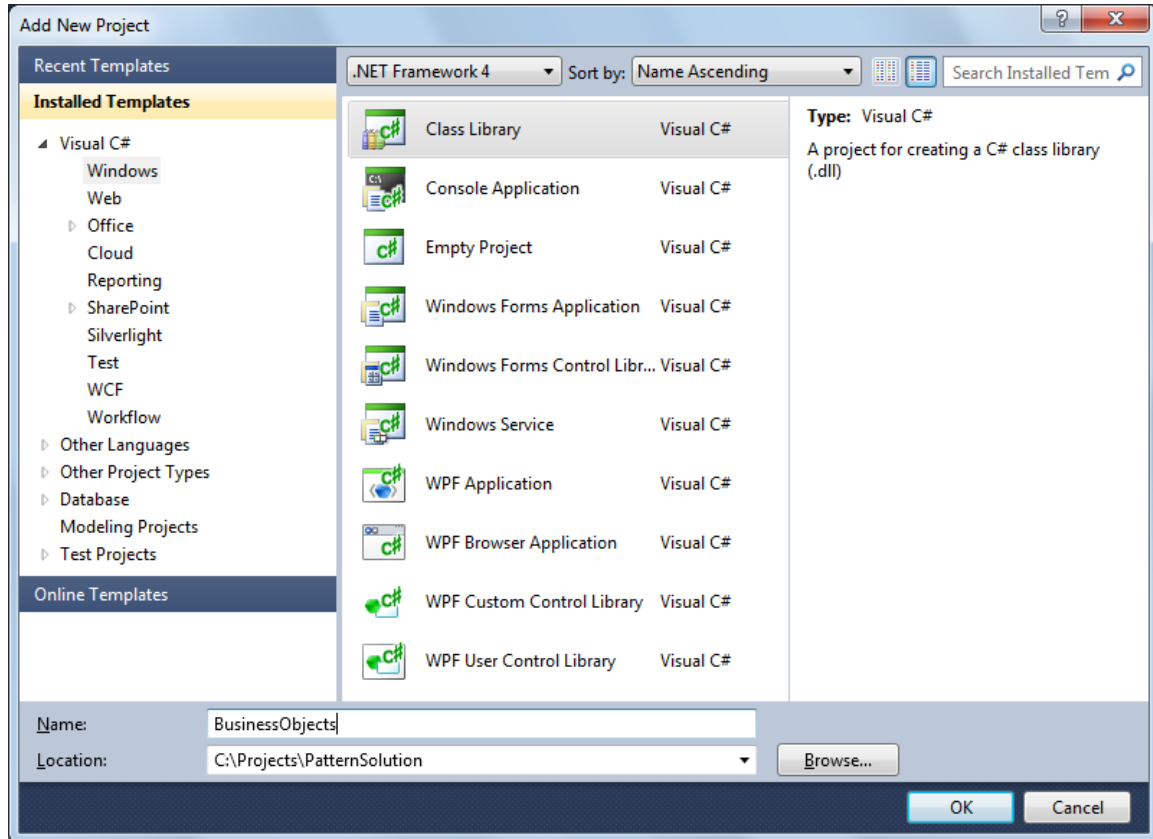 Add New Project
Recent Templates
Installed Templates
Visual C#
Windows
Web
Office
Cloud
Reporting
SharePoint
Silverlight
Test
WCF
Workflow
Other Languages
Other Project Types
Database
Modeling Projects
Test Projects
Online Templates
.NET Framework 4 Sort by: Name Ascending Search Installed Tem
Class Library Visual C#
Console Application Visual C#
Empty Project Visual C#
Windows Forms Application Visual C#
Windows Forms Control Libr... Visual C#
Windows Service Visual C#
WPF Application Visual C#
WPF Browser Application Visual C#
WPF Custom Control Library Visual C#
WPF User Control Library Visual C#
Type: Visual C#
A project for creating a C# class library
(.dll)
Name: BusinessObjects
Location: C:\Projects\PatternSolution Browse...
OK Cancel